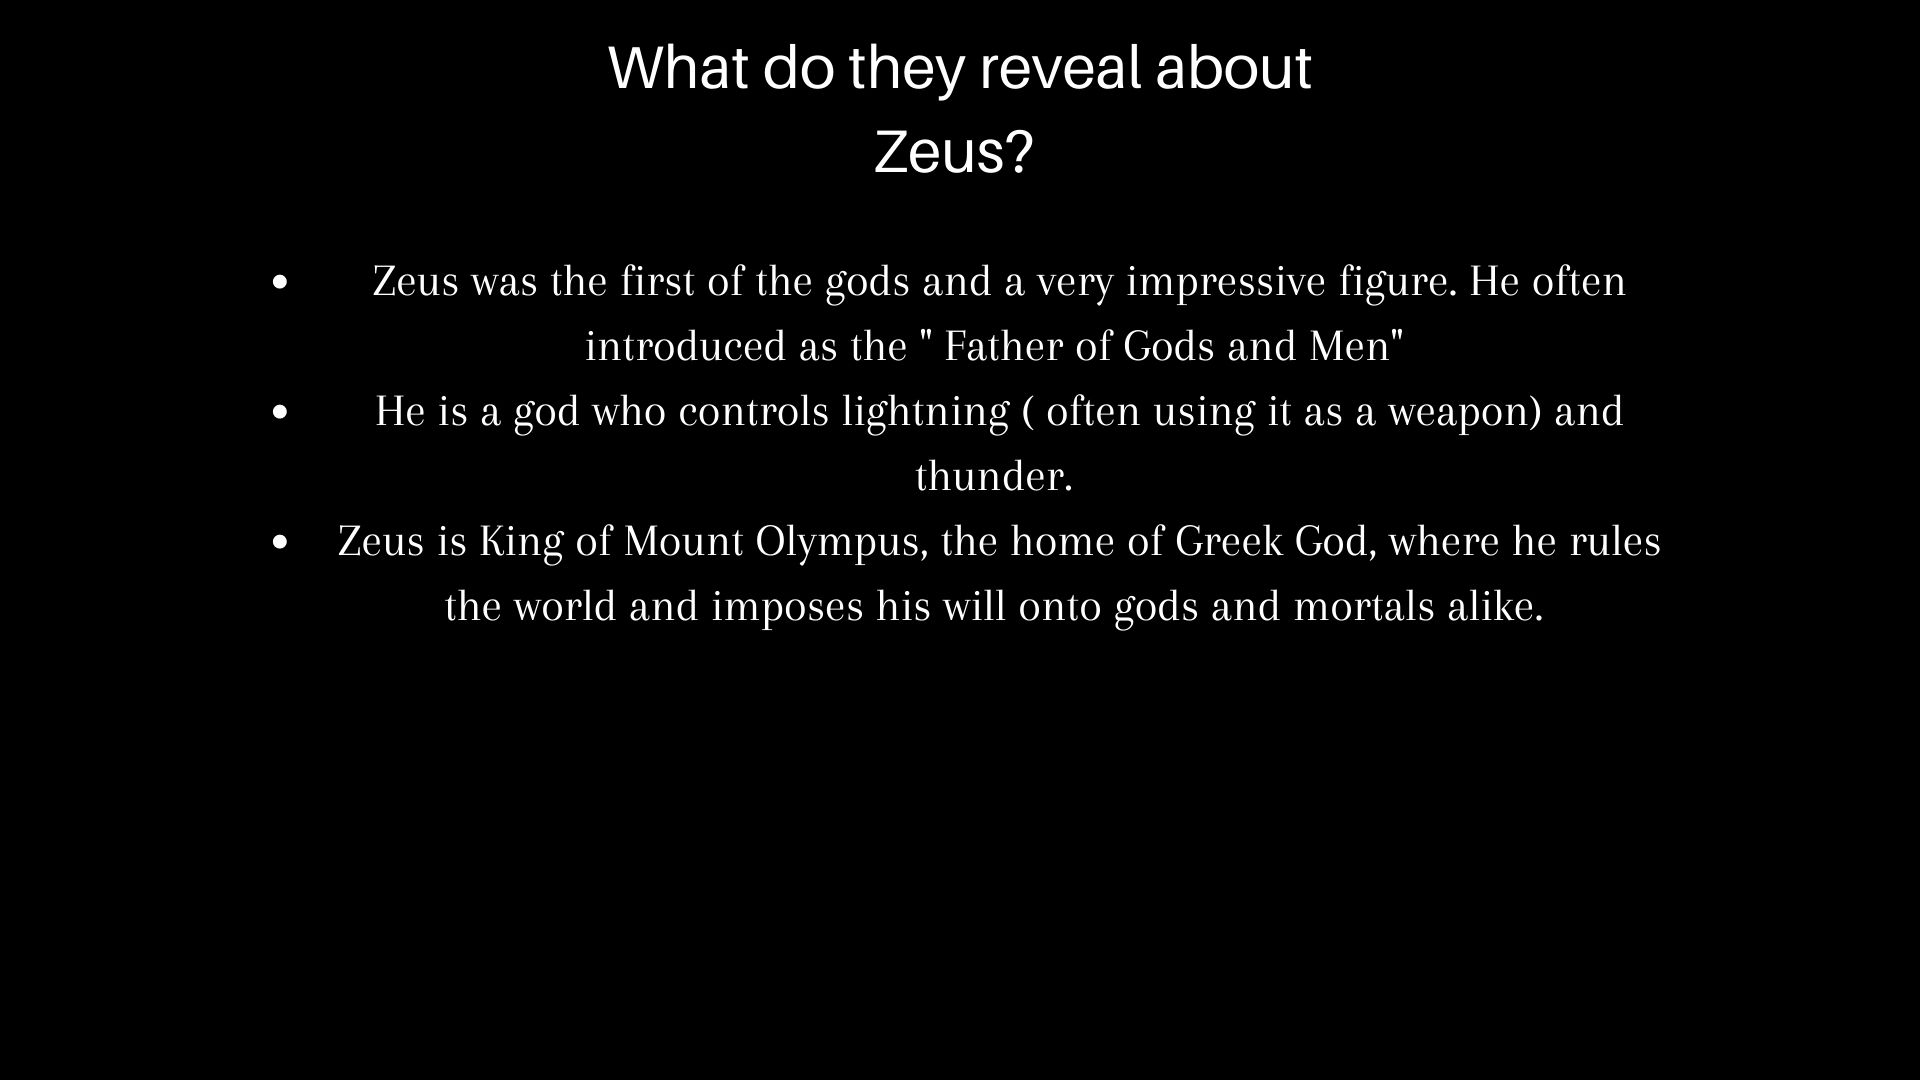 What do they reveal about
Zeus?
• Zeus was the first of the gods and a very impressive figure. He often
introduced as the " Father of Gods and Men"
• He is a god who controls lightning ( often using it as a weapon) and
thunder.
• Zeus is King of Mount Olympus, the home of Greek God, where he rules
the world and imposes his will onto gods and mortals alike.